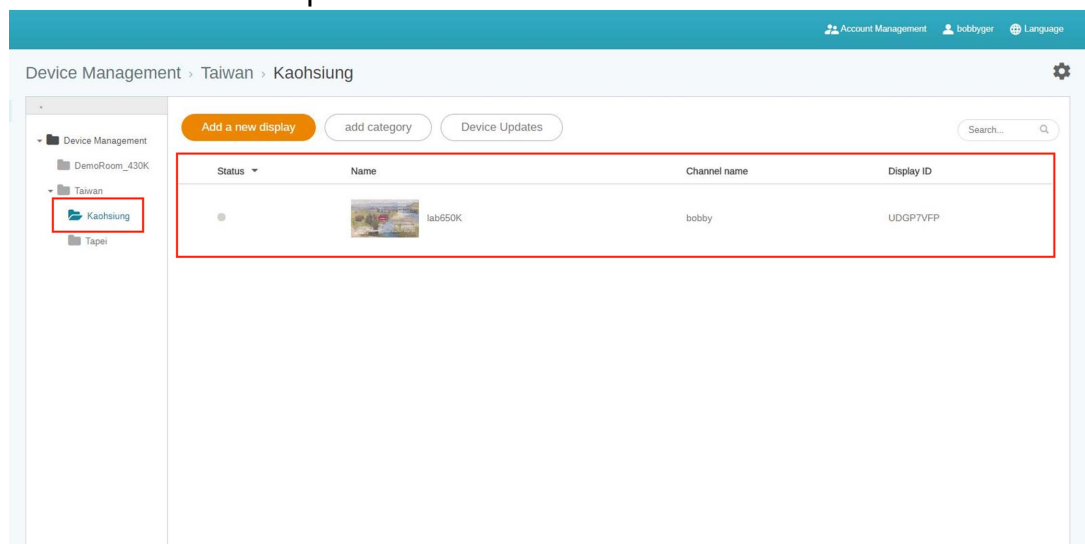 Account Management bobbyger Language
Device Management › Taiwan › Kaohsiung
Add a new display add category Device Updates Search...
Device Management
DemoRoom_430K
Taiwan
Kaohsiung
Tapei
Status Name Channel name Display ID
lab650K bobby UDGP7VFP